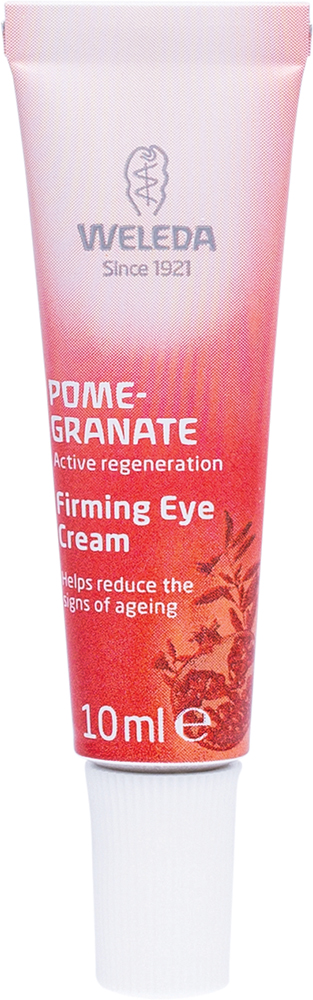 WELEDA
Since 1921
POME-
GRANATE
Active regeneration
Firming Eye
Cream
Helps reduce the
signs of ageing
10ml e